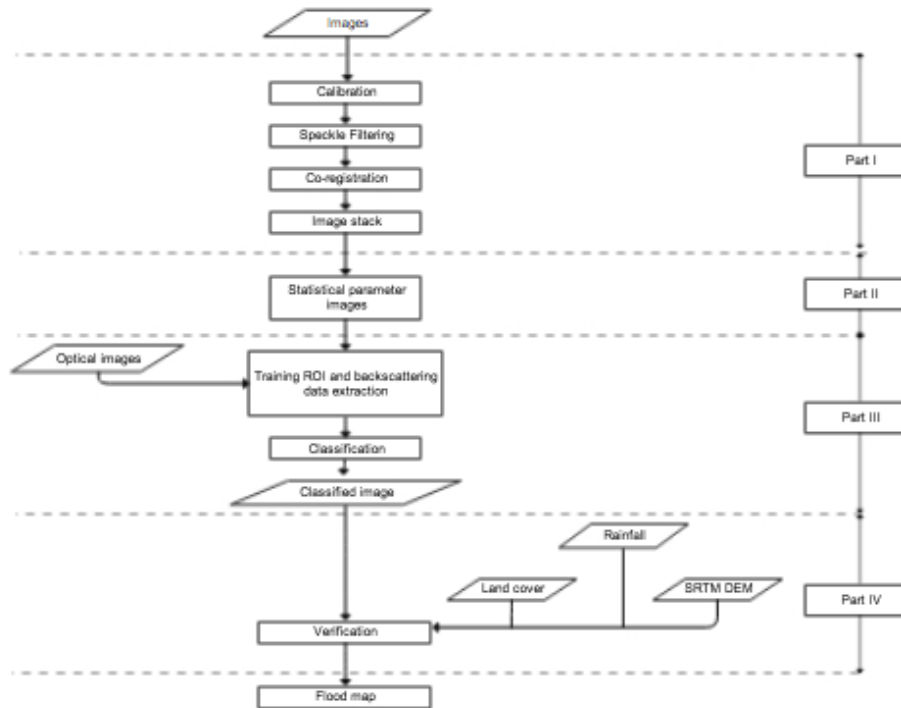 Images
Calibration
Speckle Filtering
Co-registration
Part I
Image stack
Statistical parameter
images
Part II
Optical images
Training ROI and backscattering
data extraction
Part III
Classification
Classified image
Rainfall
Land cover
SRTM DEM
Part IV
Verification
Flood map